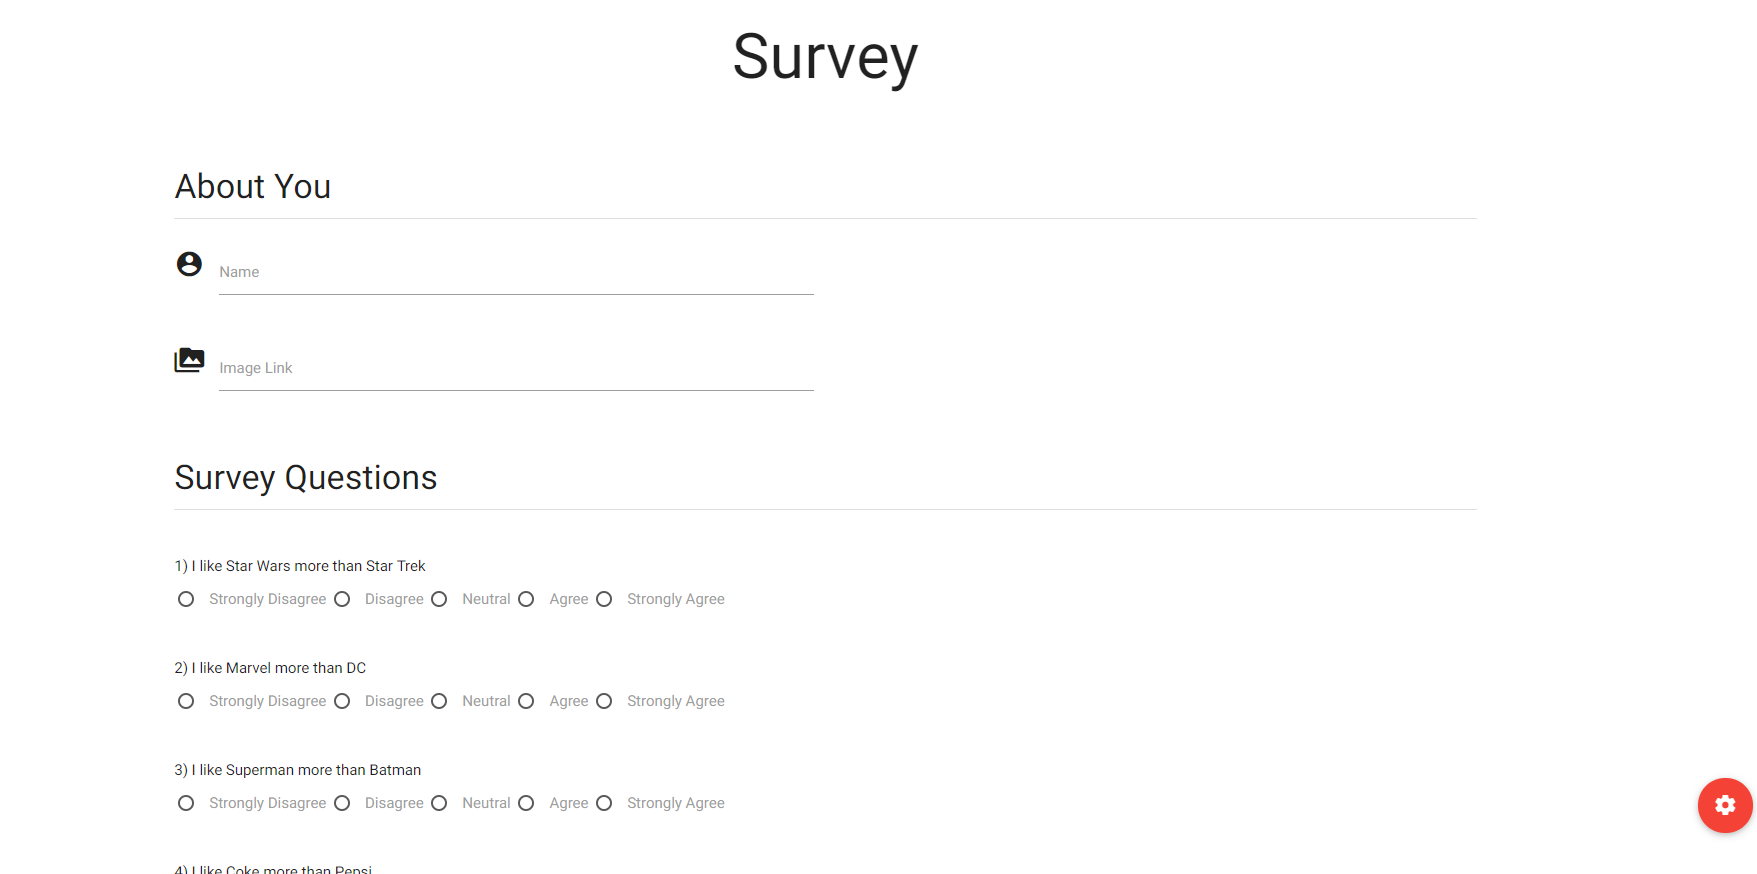 Survey
About You
Name
Image Link
Survey Questions
1) I like Star Wars more than Star Trek
Strongly Disagree Disagree Neutral Agree Strongly Agree
2) I like Marvel more than DC
Strongly Disagree Disagree Neutral Agree Strongly Agree
3) I like Superman more than Batman
Strongly Disagree Disagree Neutral Agree Strongly Agree
4) I like Coke more than Pepsi